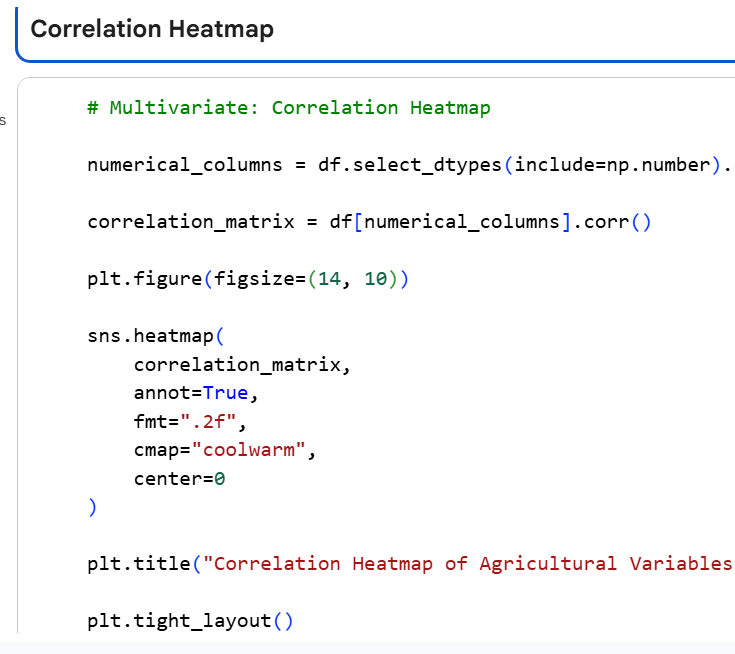 Correlation Heatmap
s
# Multivariate: Correlation Heatmap
numerical_columns = df.select_dtypes(include=np.number).
correlation_matrix = df[numerical_columns].corr()
plt.figure(figsize=(14, 10))
sns.heatmap(
    correlation_matrix,
    annot=True,
    fmt=".2f",
    cmap="coolwarm",
    center=0
)
plt.title("Correlation Heatmap of Agricultural Variables
plt.tight_layout()